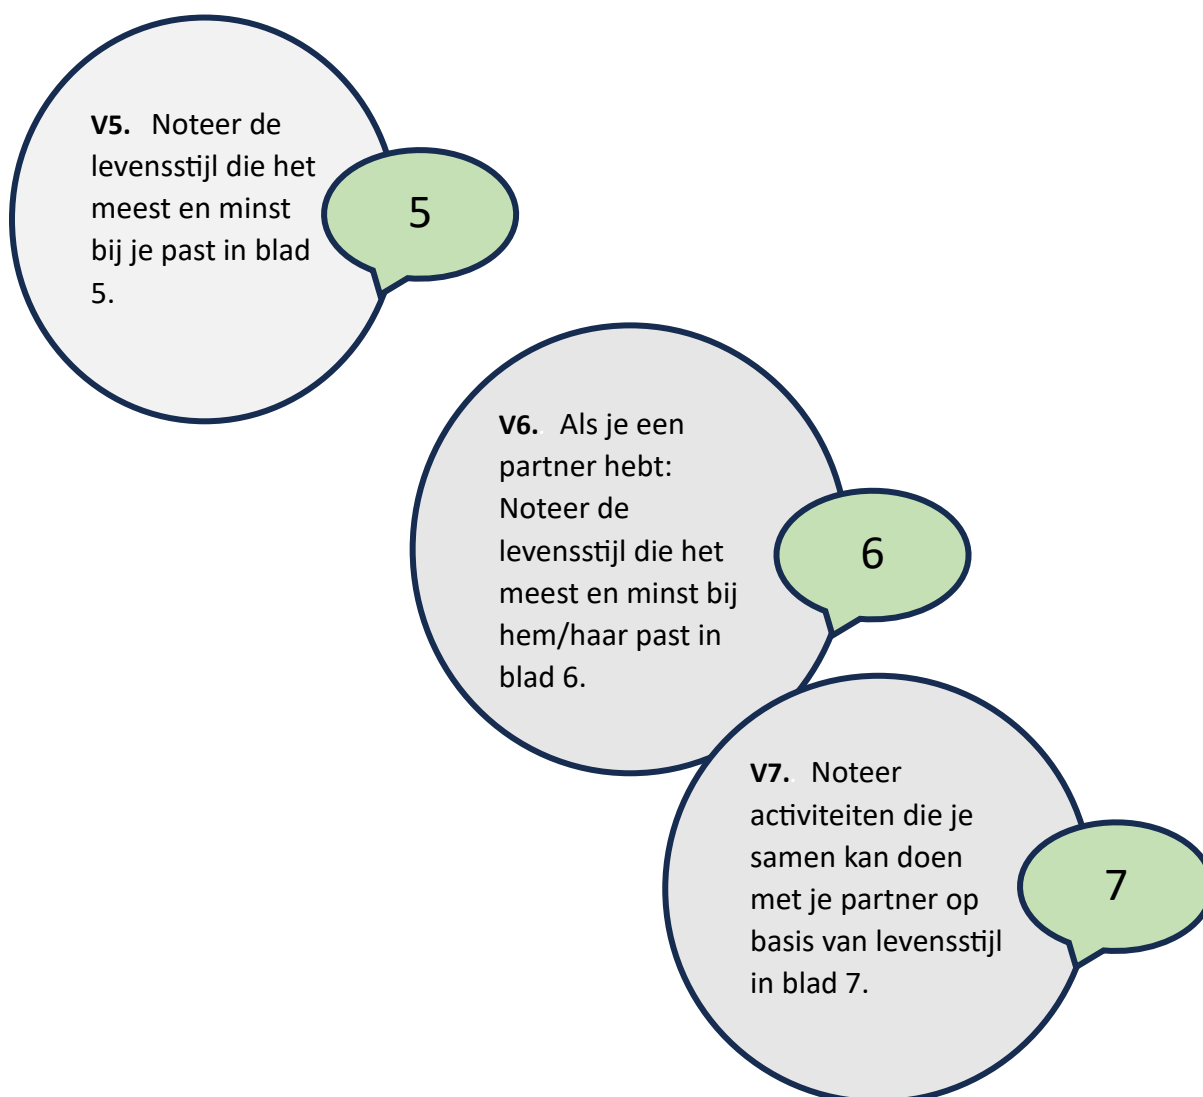 V5. Noteer de
levensstijl die het
meest en minst
bij je past in blad
5.
5
V6. Als je een
partner hebt:
Noteer de
levensstijl die het
meest en minst bij
hem/haar past in
blad 6.
6
V7. Noteer
activiteiten die je
samen kan doen
met je partner op
basis van levensstijl
in blad 7.
7